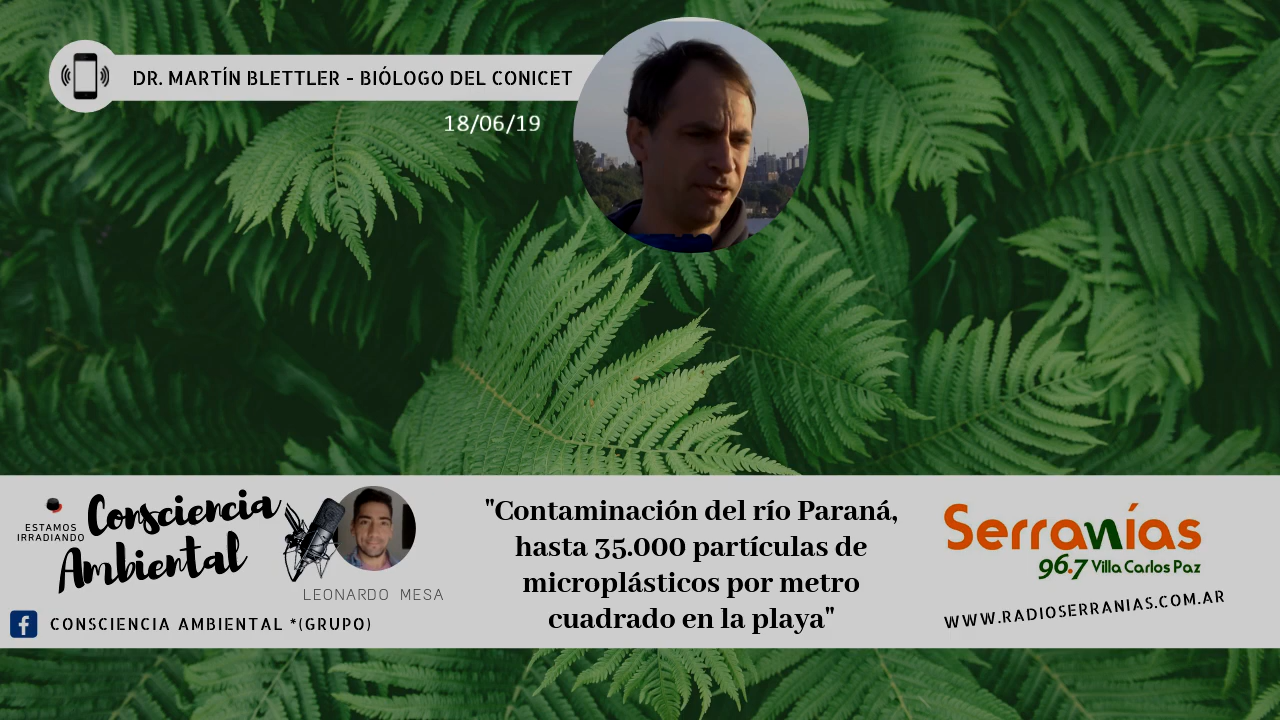 DR. MARTÍN BLETTLER - BIÓLOGO DEL CONICET
18/06/19
ESTAMOS
IRRADIANDO
Consciencia
Ambiental
LEONARDO MESA
CONSCIENCIA AMBIENTAL *(GRUPO)
"Contaminación del río Paraná,
hasta 35.000 partículas de
microplásticos por metro
cuadrado en la playa"
Serranías
96.7 Villa Carlos Paz
WWW.RADIOSERRANIAS.COM.AR